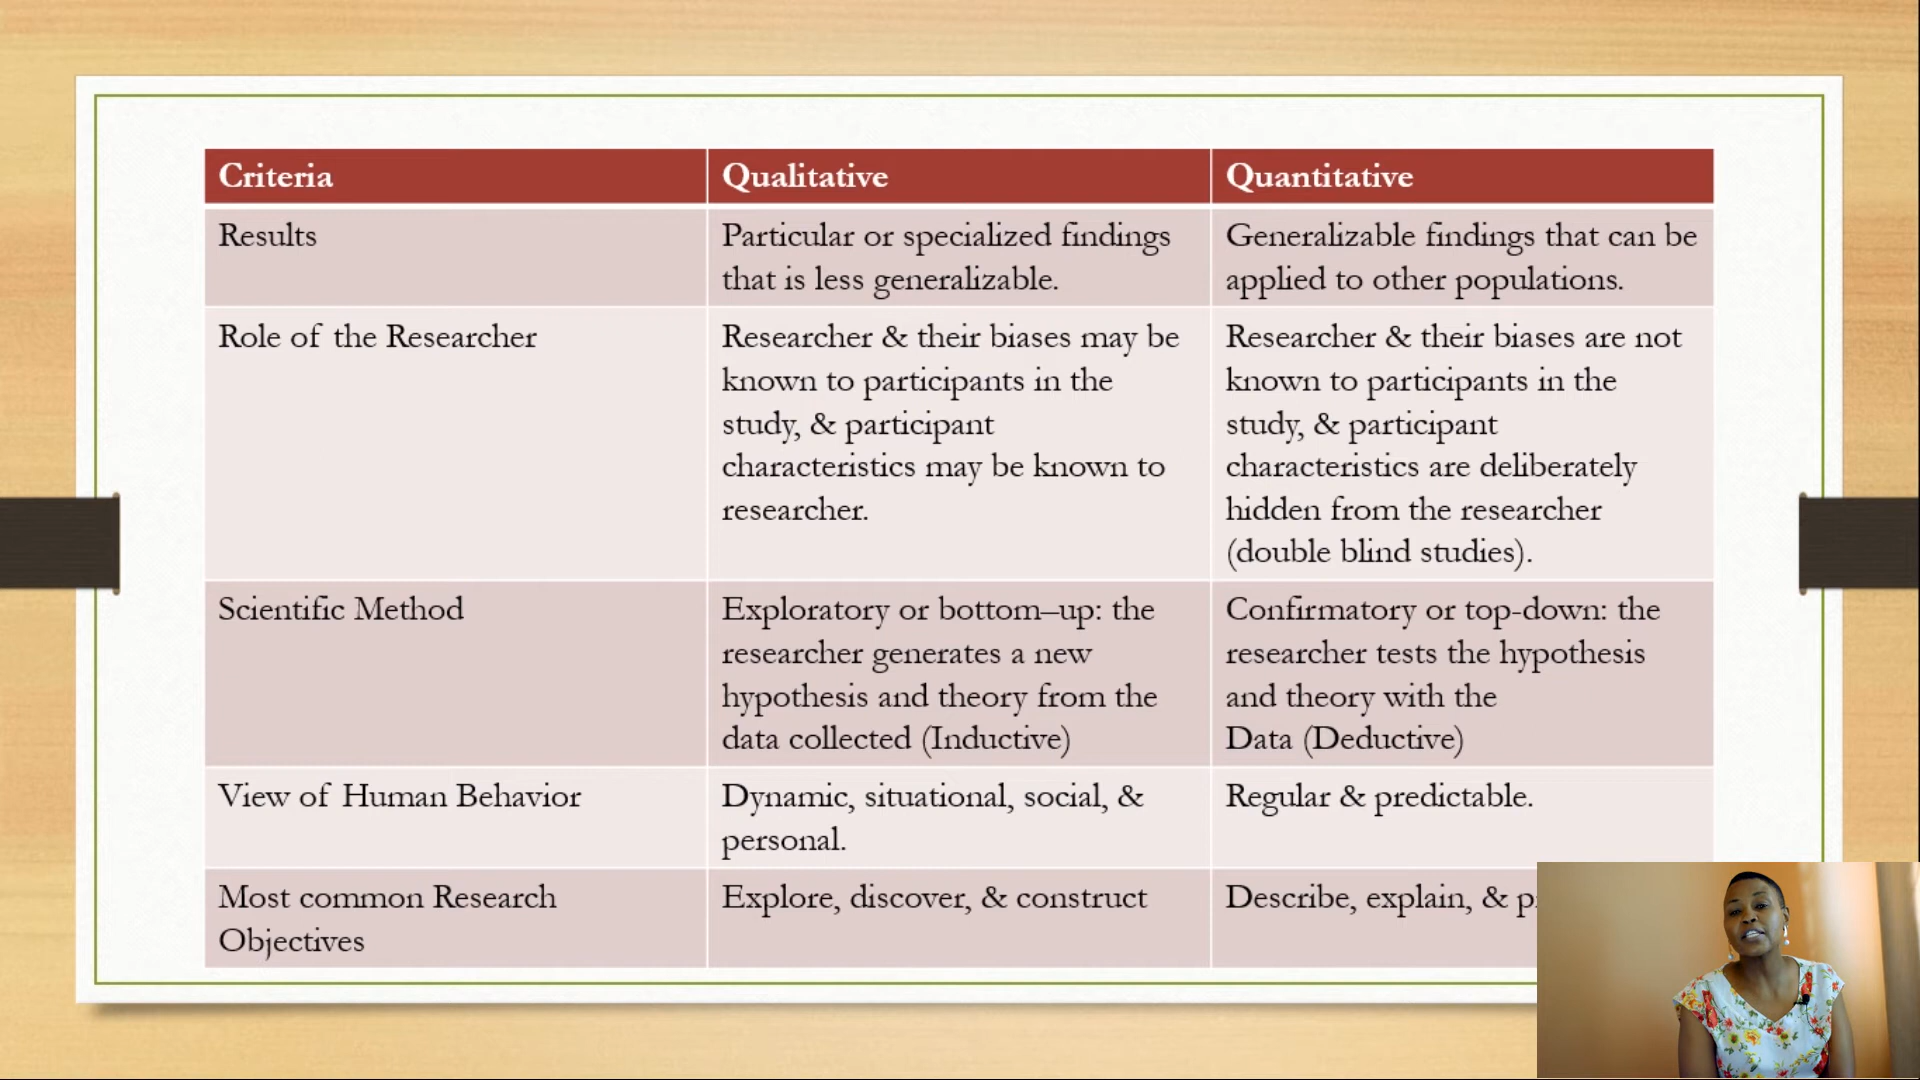 Criteria
Qualitative
Quantitative
Results
Particular or specialized findings
that is less generalizable.
Generalizable findings that can be
applied to other populations.
Role of the Researcher
Researcher & their biases may be
known to participants in the
study, & participant
characteristics may be known to
researcher.
Researcher & their biases are not
known to participants in the
study, & participant
characteristics are deliberately
hidden from the researcher
(double blind studies).
Scientific Method
Exploratory or bottom–up: the
researcher generates a new
hypothesis and theory from the
data collected (Inductive)
Confirmatory or top-down: the
researcher tests the hypothesis
and theory with the
Data (Deductive)
View of Human Behavior
Dynamic, situational, social, &
personal.
Regular & predictable.
Most common Research
Objectives
Explore, discover, & construct
Describe, explain, &